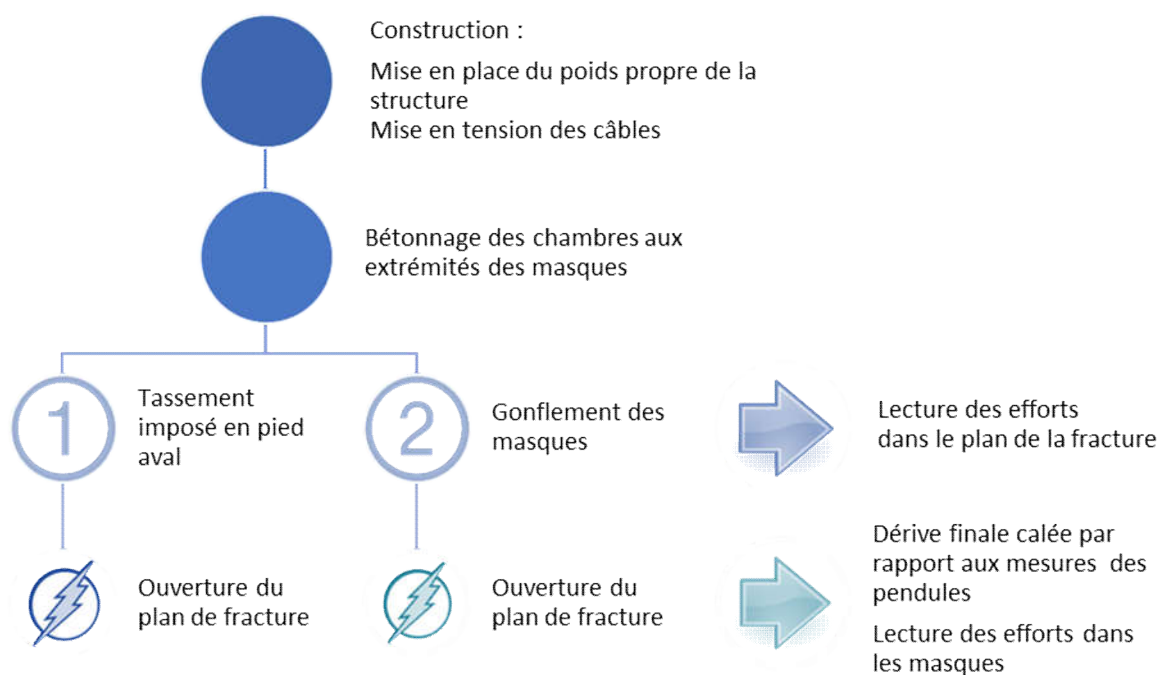 Construction :
Mise en place du poids propre de la
structure
Mise en tension des câbles
Bétonnage des chambres aux
extrémités des masques
1
Tassement
imposé en pied
aval
2
Gonflement des
masques
Lecture des efforts
dans le plan de la fracture
Ouverture du
plan de fracture
Ouverture du
plan de fracture
Dérive finale calée par
rapport aux mesures des
pendules
Lecture des efforts dans
les masques